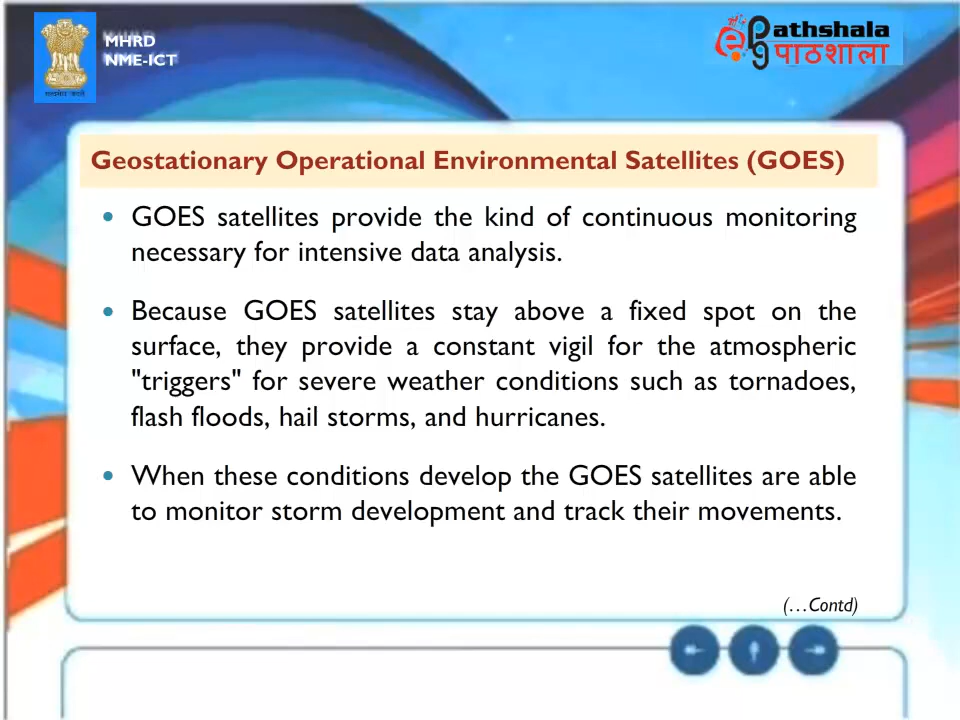 MHRD
NME-ICT
ePathshala
पाठशाला
Geostationary Operational Environmental Satellites (GOES)
• GOES satellites provide the kind of continuous monitoring
necessary for intensive data analysis.
• Because GOES satellites stay above a fixed spot on the
surface, they provide a constant vigil for the atmospheric
"triggers" for severe weather conditions such as tornadoes,
flash floods, hail storms, and hurricanes.
• When these conditions develop the GOES satellites are able
to monitor storm development and track their movements.
(…Contd)